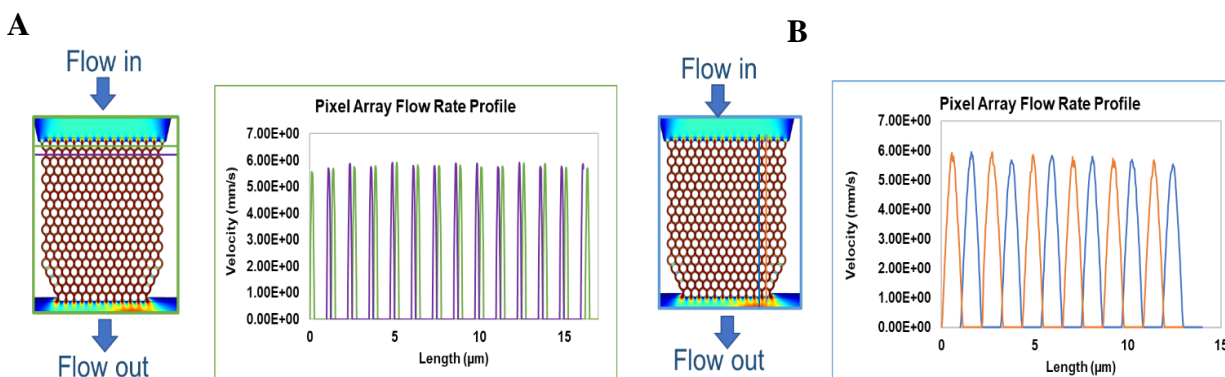 A
Flow in
Flow out
Pixel Array Flow Rate Profile
7.00E+00
6.00E+00
5.00E+00
4.00E+00
3.00E+00
2.00E+00
1.00E+00
0.00E+00
Velocity (mm/s)
0 5 10 15
Length (µm)
B
Flow in
Flow out
Pixel Array Flow Rate Profile
7.00E+00
6.00E+00
5.00E+00
4.00E+00
3.00E+00
2.00E+00
1.00E+00
0.00E+00
Velocity (mm/s)
0 5 10 15
Length (µm)